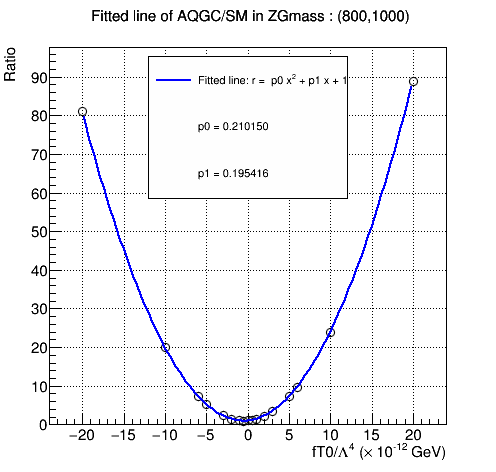 Fitted line of AQGC/SM in ZGmass : (800,1000)
Ratio
Fitted line: r = p0 x² + p1 x + 1
p0 = 0.210150
p1 = 0.195416
90
80
70
60
50
40
30
20
10
0
−20 −15 −10 −5 0 5 10 15 20
fT0/Λ⁴ (× 10⁻¹² GeV)